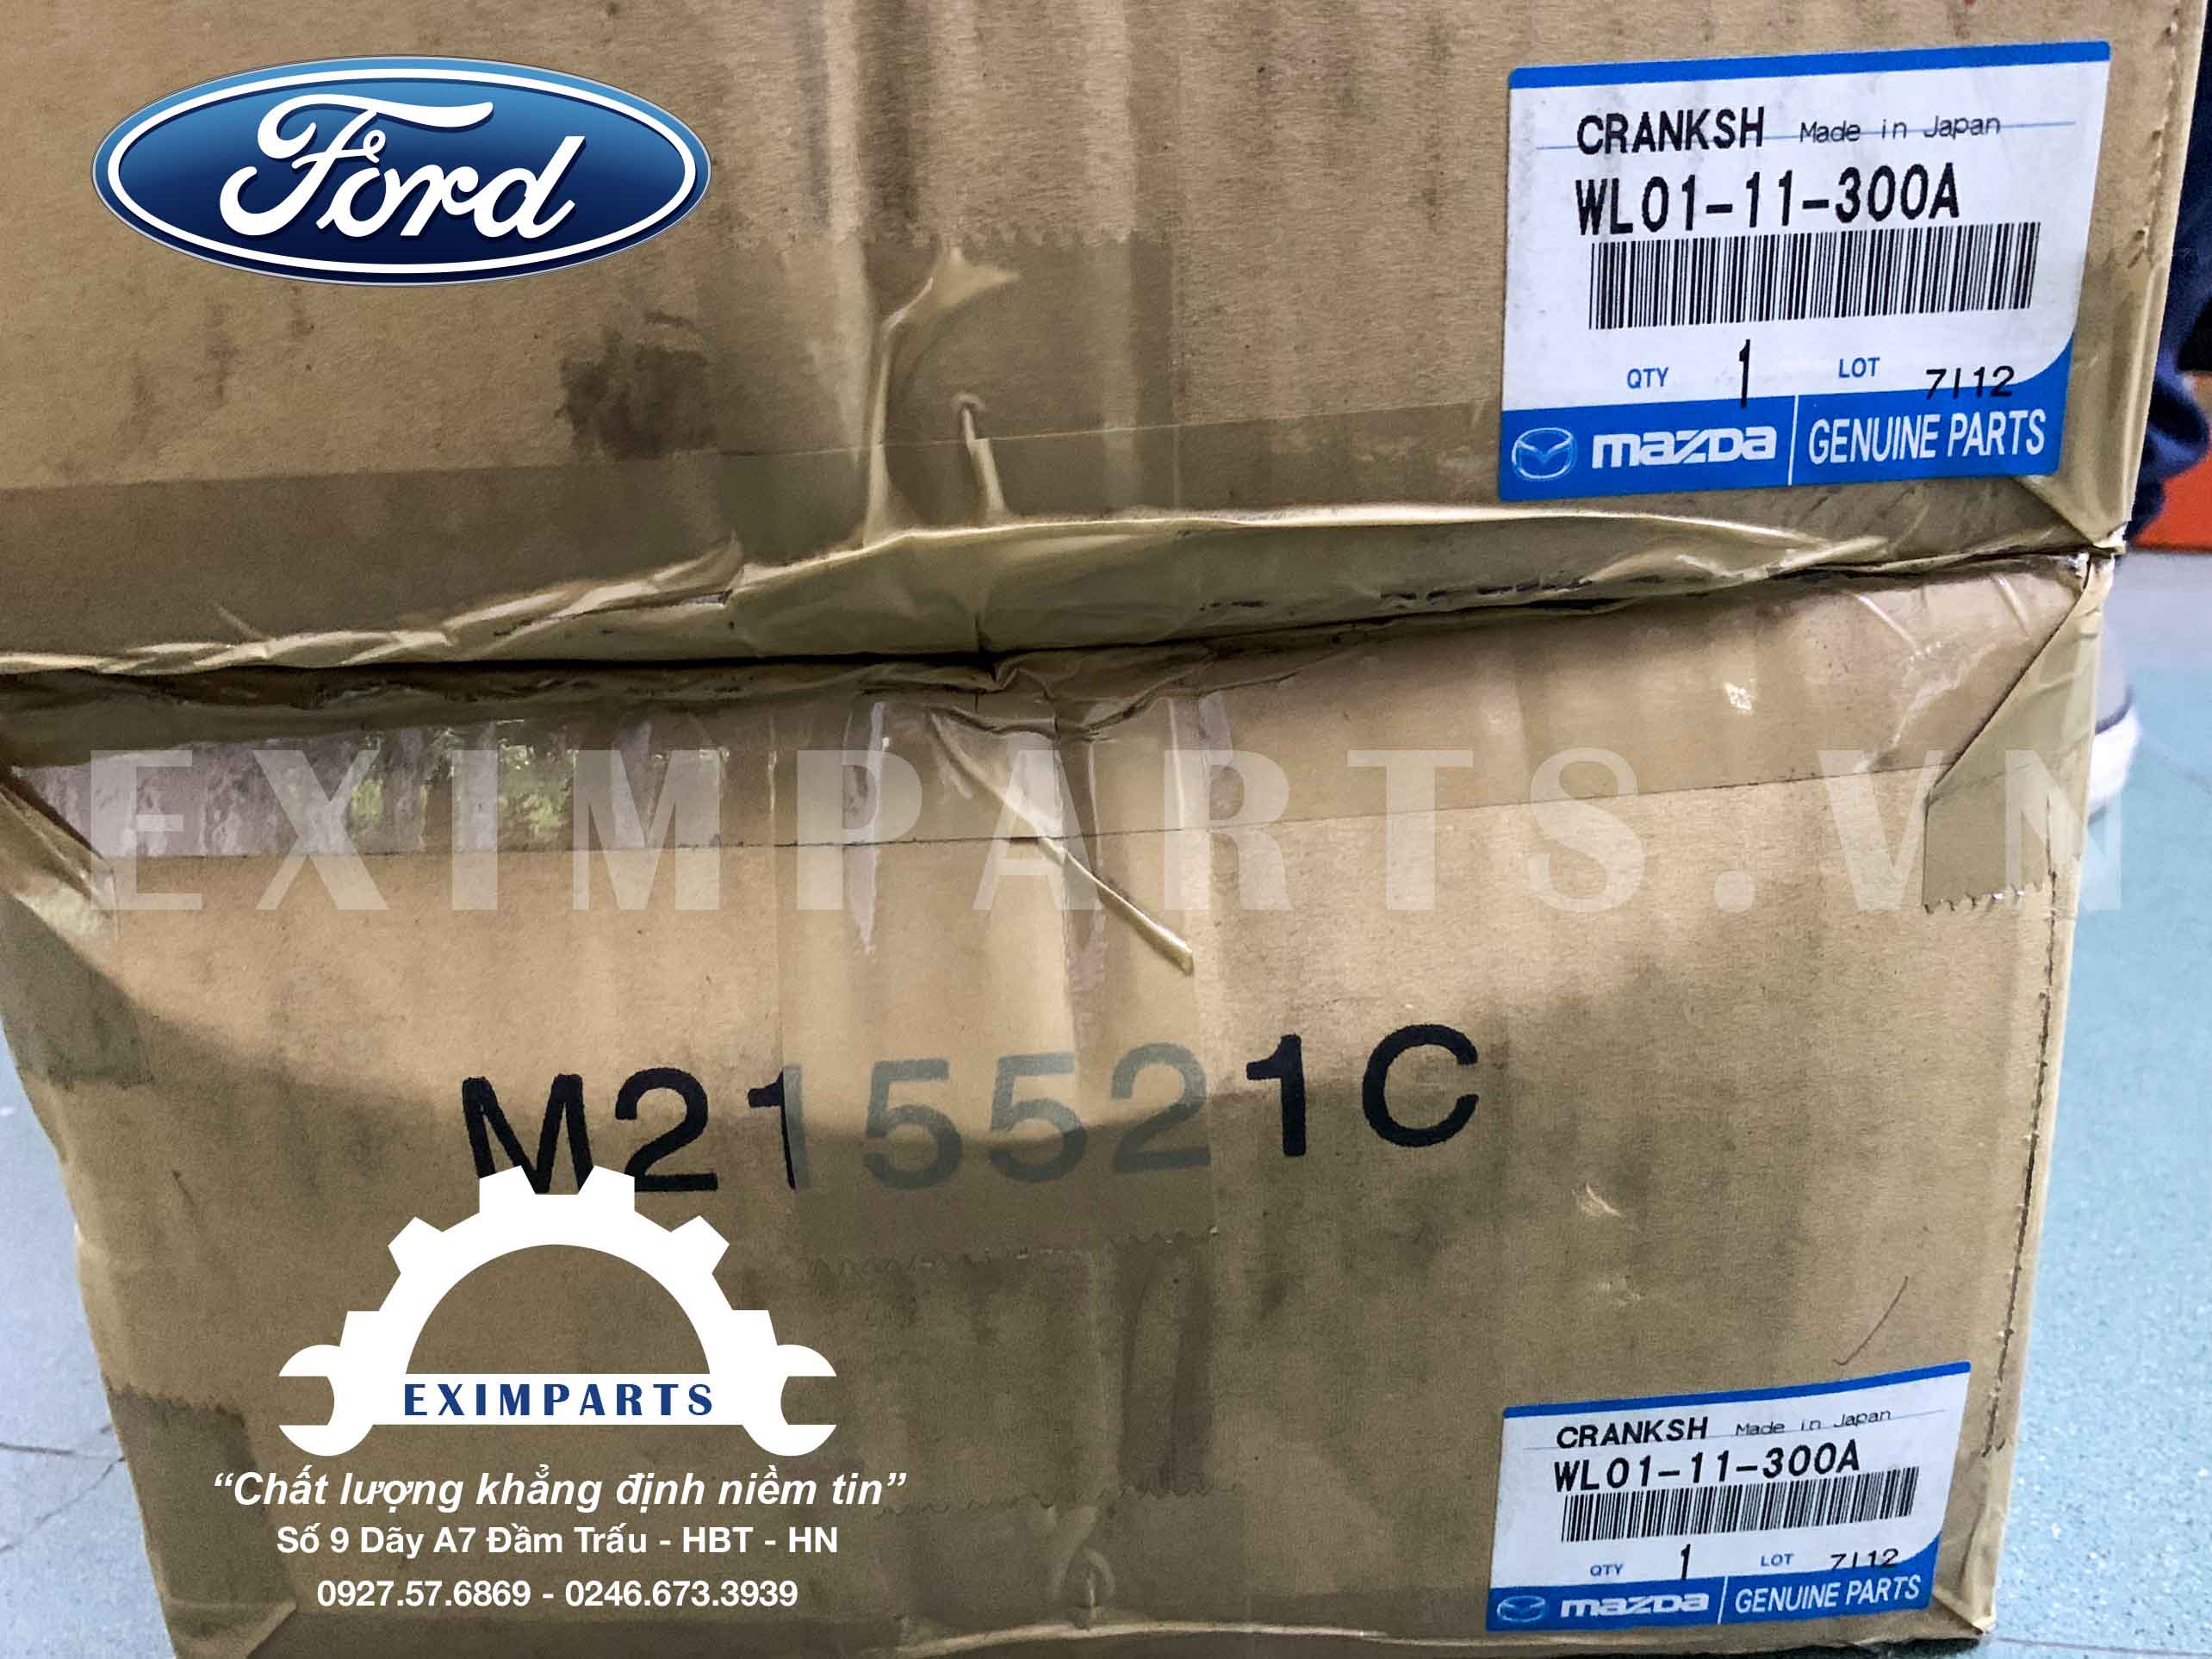 Ford
CRANKSH Made in Japan
WL01-11-300A
QTY 1 LOT 7I12
mazda GENUINE PARTS
EXIMPARTS.VN
M215521C
EXIMPARTS
“Chất lượng khẳng định niềm tin”
Số 9 Dãy A7 Đầm Trấu - HBT - HN
0927.57.6869 - 0246.673.3939
CRANKSH Made in Japan
WL01-11-300A
QTY 1 LOT 7I12
mazda GENUINE PARTS